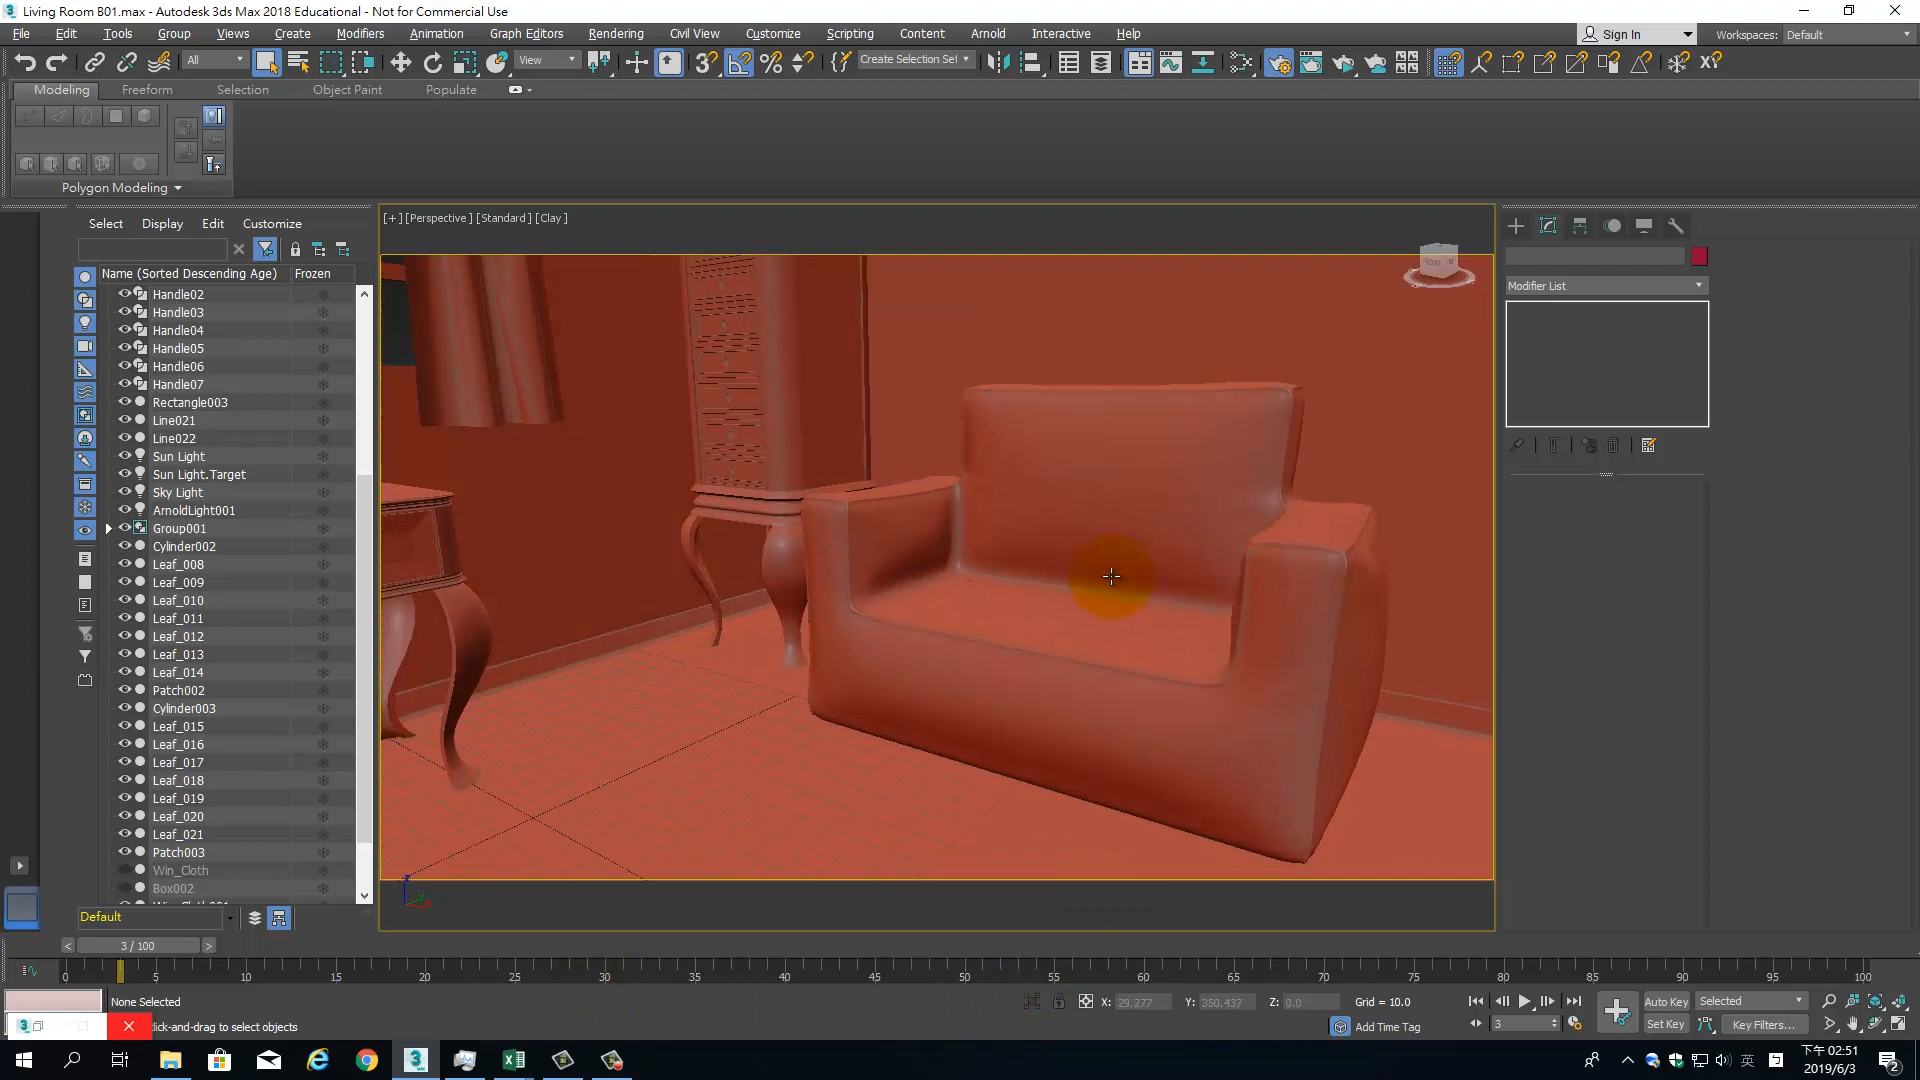 Living Room B01.max - Autodesk 3ds Max 2018 Educational - Not for Commercial Use
File Edit Tools Group Views Create Modifiers Animation Graph Editors Rendering Civil View Customize Scripting Content Arnold Interactive Help Sign In Workspaces: Default
All View Create Selection Set
Modeling Freeform Selection Object Paint Populate
Polygon Modeling
Select Display Edit Customize
[+] [Perspective] [Standard] [Clay]
FRONT
Modifier List
Name (Sorted Descending Age) Frozen
Handle02
Handle03
Handle04
Handle05
Handle06
Handle07
Rectangle003
Line021
Line022
Sun Light
Sun Light.Target
Sky Light
ArnoldLight001
Group001
Cylinder002
Leaf_008
Leaf_009
Leaf_010
Leaf_011
Leaf_012
Leaf_013
Leaf_014
Patch002
Cylinder003
Leaf_015
Leaf_016
Leaf_017
Leaf_018
Leaf_019
Leaf_020
Leaf_021
Patch003
Win_Cloth
Box002
Default
< 3 / 100 >
0 5 10 15 20 25 30 35 40 45 50 55 60 65 70 75 80 85 90 95 100
None Selected X: 29.277 Y: 350.437 Z: 0.0 Grid = 10.0 Auto Key Selected
click-and-drag to select objects Add Time Tag 3 Set Key Key Filters...
英 下午 02:51
2019/6/3 2